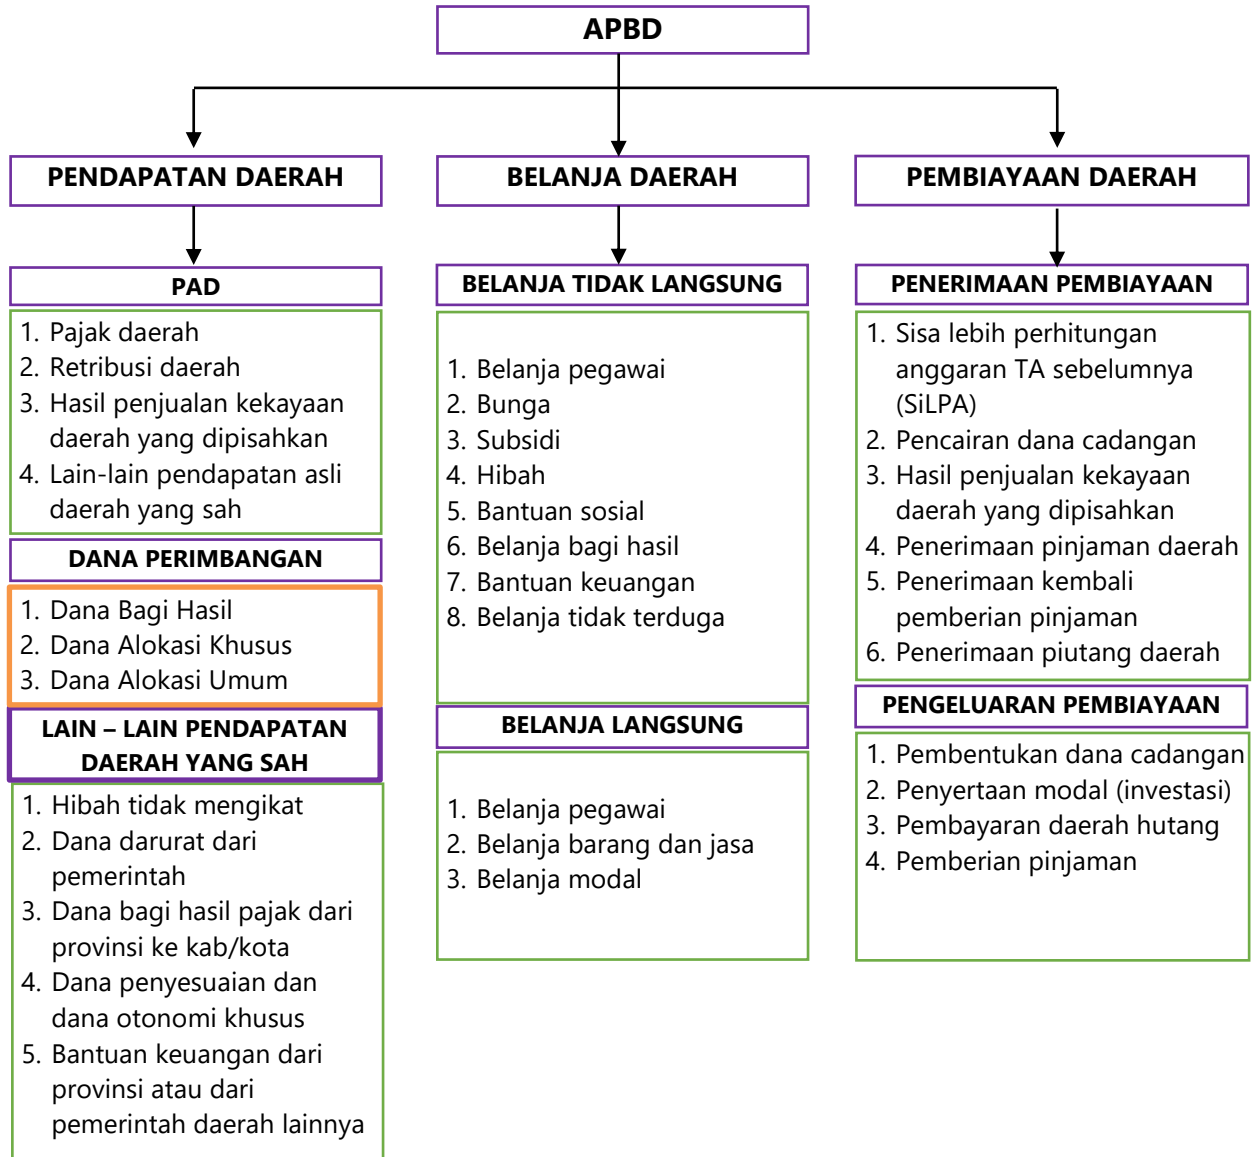 APBD
PENDAPATAN DAERAH
PAD
1. Pajak daerah
2. Retribusi daerah
3. Hasil penjualan kekayaan
daerah yang dipisahkan
4. Lain-lain pendapatan asli
daerah yang sah
DANA PERIMBANGAN
1. Dana Bagi Hasil
2. Dana Alokasi Khusus
3. Dana Alokasi Umum
LAIN – LAIN PENDAPATAN
DAERAH YANG SAH
1. Hibah tidak mengikat
2. Dana darurat dari
pemerintah
3. Dana bagi hasil pajak dari
provinsi ke kab/kota
4. Dana penyesuaian dan
dana otonomi khusus
5. Bantuan keuangan dari
provinsi atau dari
pemerintah daerah lainnya
BELANJA DAERAH
BELANJA TIDAK LANGSUNG
1. Belanja pegawai
2. Bunga
3. Subsidi
4. Hibah
5. Bantuan sosial
6. Belanja bagi hasil
7. Bantuan keuangan
8. Belanja tidak terduga
BELANJA LANGSUNG
1. Belanja pegawai
2. Belanja barang dan jasa
3. Belanja modal
PEMBIAYAAN DAERAH
PENERIMAAN PEMBIAYAAN
1. Sisa lebih perhitungan
anggaran TA sebelumnya
(SiLPA)
2. Pencairan dana cadangan
3. Hasil penjualan kekayaan
daerah yang dipisahkan
4. Penerimaan pinjaman daerah
5. Penerimaan kembali
pemberian pinjaman
6. Penerimaan piutang daerah
PENGELUARAN PEMBIAYAAN
1. Pembentukan dana cadangan
2. Penyertaan modal (investasi)
3. Pembayaran daerah hutang
4. Pemberian pinjaman